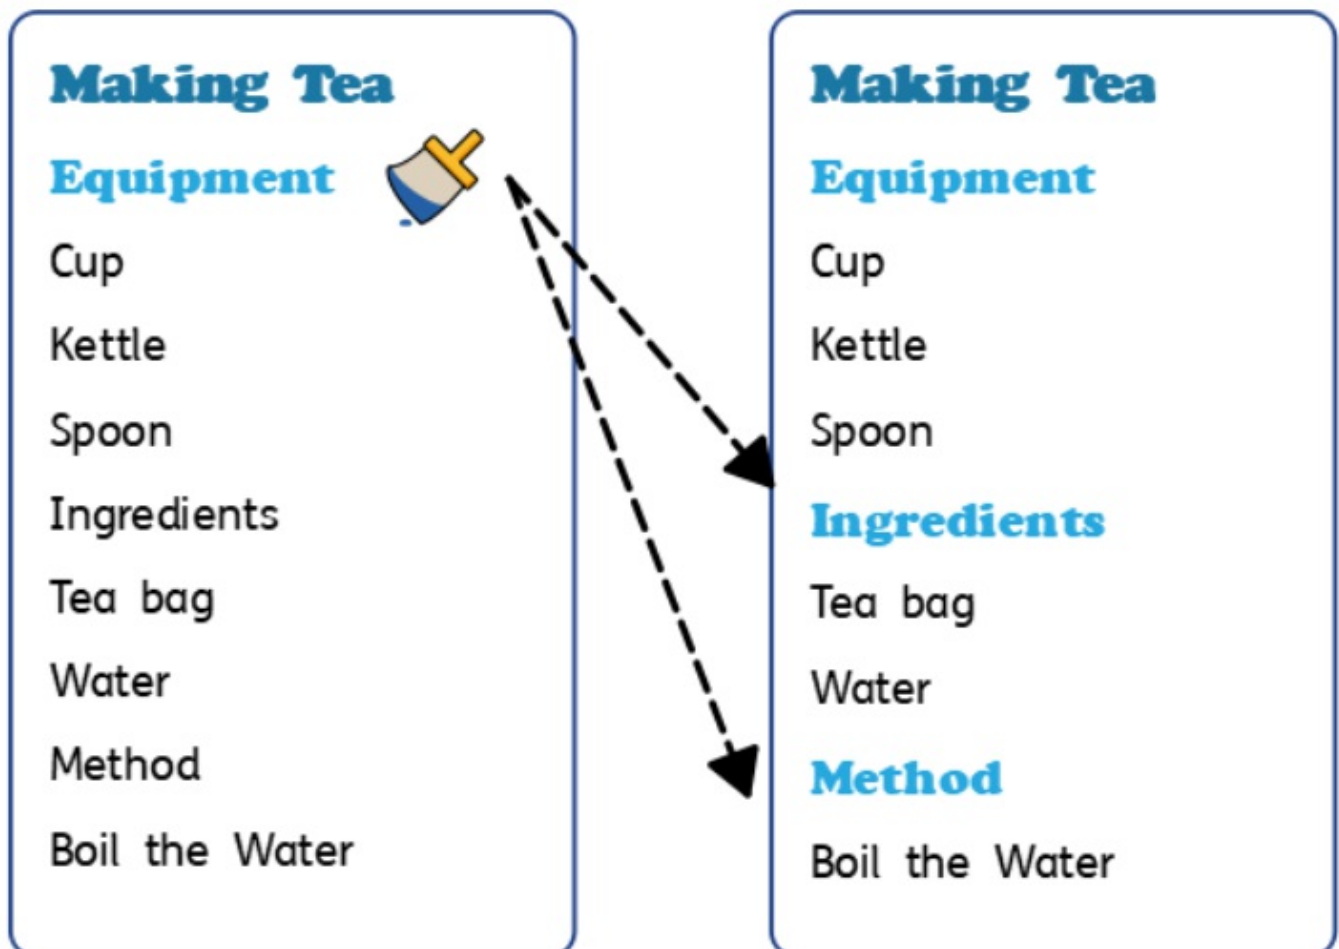 Making Tea
Equipment
Cup
Kettle
Spoon
Ingredients
Tea bag
Water
Method
Boil the Water
Making Tea
Equipment
Cup
Kettle
Spoon
Ingredients
Tea bag
Water
Method
Boil the Water